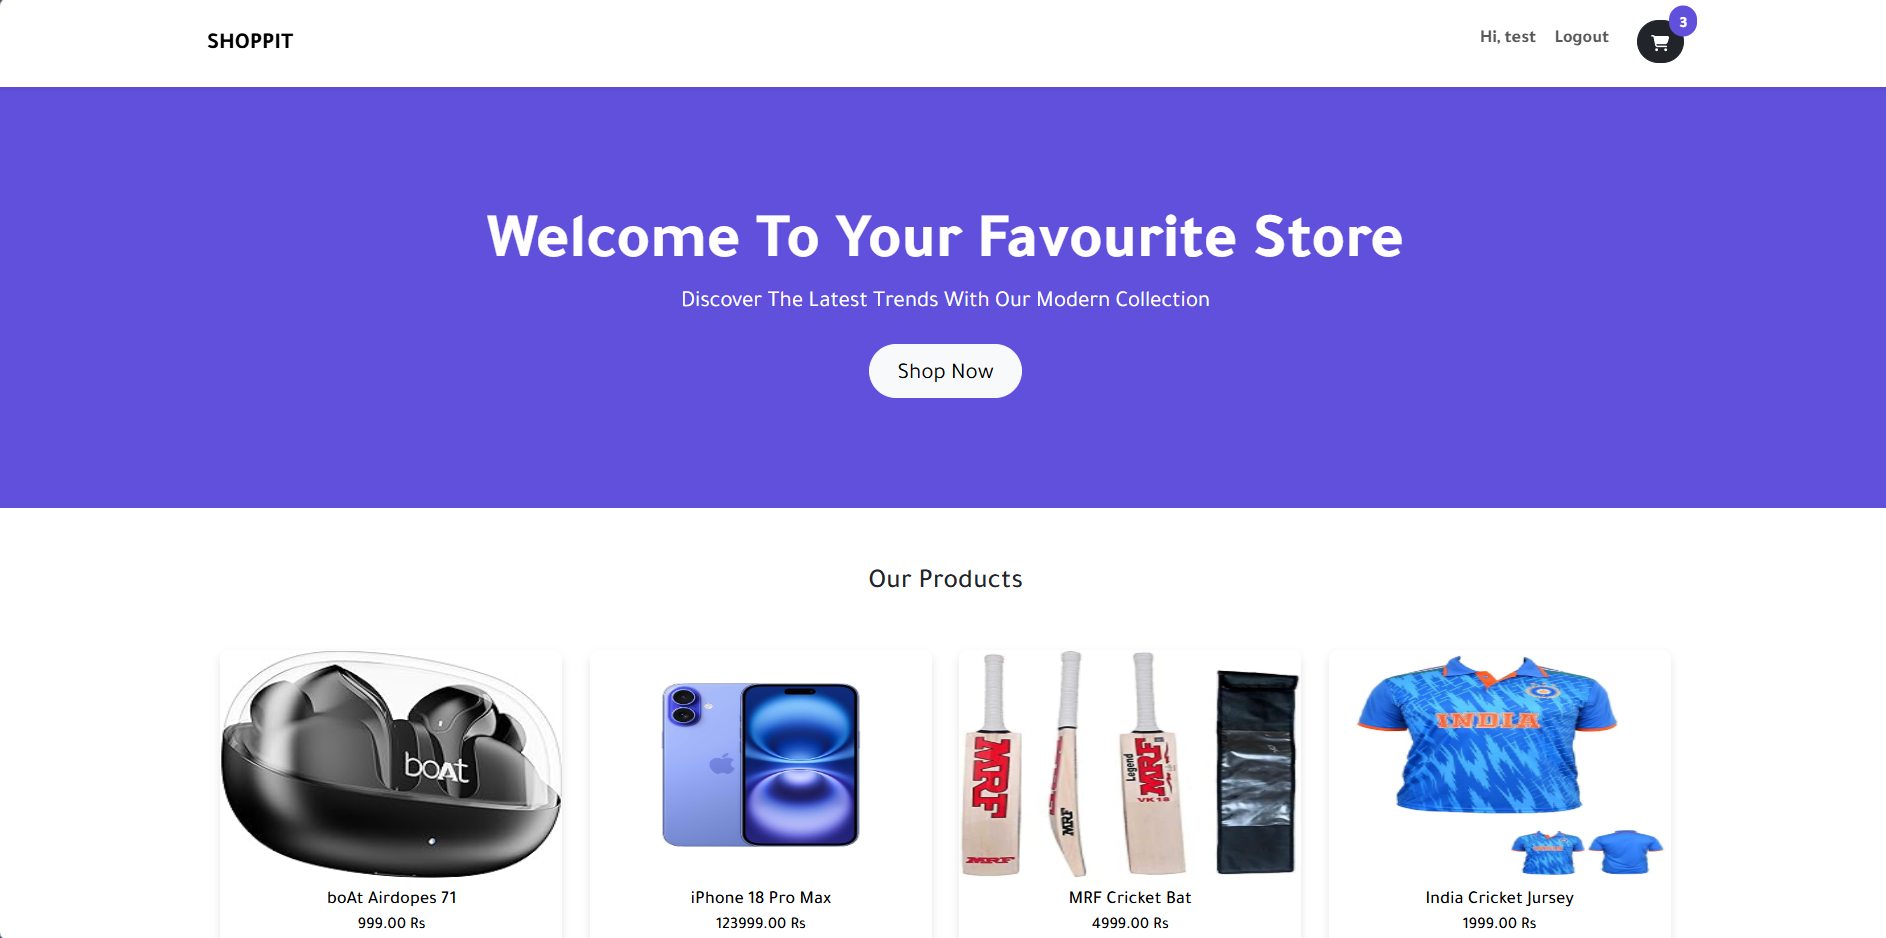 SHOPPIT
Hi, test Logout
3
Welcome To Your Favourite Store
Discover The Latest Trends With Our Modern Collection
Shop Now
Our Products
boAt
MRF
MRF
MRF
Legend
MRF
VK 18
INDIA
boAt Airdopes 71
999.00 Rs
iPhone 18 Pro Max
123999.00 Rs
MRF Cricket Bat
4999.00 Rs
India Cricket Jursey
1999.00 Rs